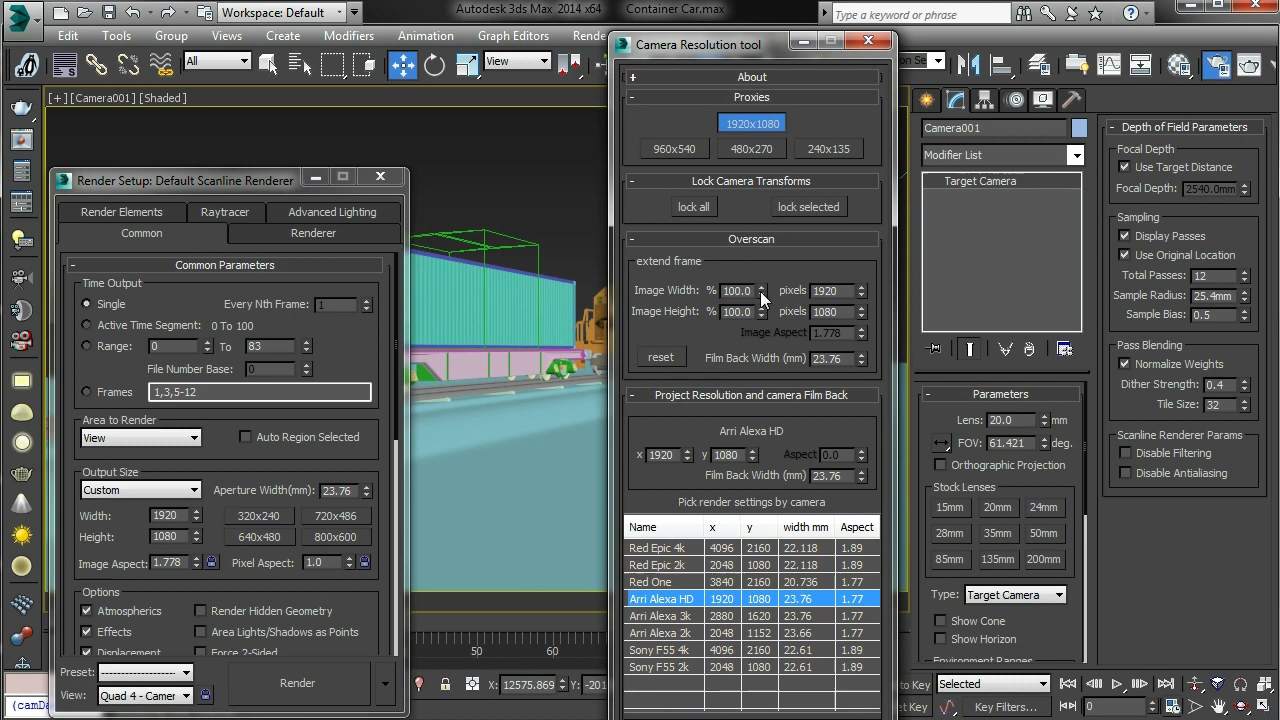 Workspace: Default
Autodesk 3ds Max 2014 x64 Container Car.max
Type a keyword or phrase
Edit Tools Group Views Create Modifiers Animation Graph Editors
All
View
[+] [Camera001] [Shaded]
Render Setup: Default Scanline Renderer
Render Elements Raytracer Advanced Lighting
Common Renderer
- Common Parameters
Time Output
Single Every Nth Frame: 1
Active Time Segment: 0 To 100
Range: 0 To 83
File Number Base: 0
Frames 1,3,5-12
Area to Render
View Auto Region Selected
Output Size
Custom Aperture Width(mm): 23.76
Width: 1920 320x240 720x486
Height: 1080 640x480 800x600
Image Aspect: 1.778 Pixel Aspect: 1.0
Options
Atmospherics Render Hidden Geometry
Effects Area Lights/Shadows as Points
Displacement Force 2-Sided
Preset: --------------------
View: Quad 4 - Camer Render
Camera Resolution tool
+ About
- Proxies
1920x1080
960x540 480x270 240x135
- Lock Camera Transforms
lock all lock selected
- Overscan
extend frame
Image Width: % 100.0 pixels 1920
Image Height: % 100.0 pixels 1080
Image Aspect 1.778
reset Film Back Width (mm) 23.76
- Project Resolution and camera Film Back
Arri Alexa HD
x 1920 y 1080 Aspect 0.0
Film Back Width (mm) 23.76
Pick render settings by camera
Name x y width mm Aspect
Red Epic 4k 4096 2160 22.118 1.89
Red Epic 2k 2048 1080 22.118 1.89
Red One 3840 2160 20.736 1.77
Arri Alexa HD 1920 1080 23.76 1.77
Arri Alexa 3k 2880 1620 23.76 1.77
Arri Alexa 2k 2048 1152 23.66 1.77
Sony F55 4k 4096 2160 22.61 1.89
Sony F55 2k 2048 1080 22.61 1.89
Camera001
Modifier List
Target Camera
- Parameters
Lens: 20.0 mm
FOV: 61.421 deg.
Orthographic Projection
Stock Lenses
15mm 20mm 24mm
28mm 35mm 50mm
85mm 135mm 200mm
Type: Target Camera
Show Cone
Show Horizon
Environment Ranges
- Depth of Field Parameters
Focal Depth
Use Target Distance
Focal Depth: 2540.0mm
Sampling
Display Passes
Use Original Location
Total Passes: 12
Sample Radius: 25.4mm
Sample Bias: 0.5
Pass Blending
Normalize Weights
Dither Strength: 0.4
Tile Size: 32
Scanline Renderer Params
Disable Filtering
Disable Antialiasing
50 60
X: 12575.869 Y: -201
Key Selected
Key Key Filters... 0
(camDa